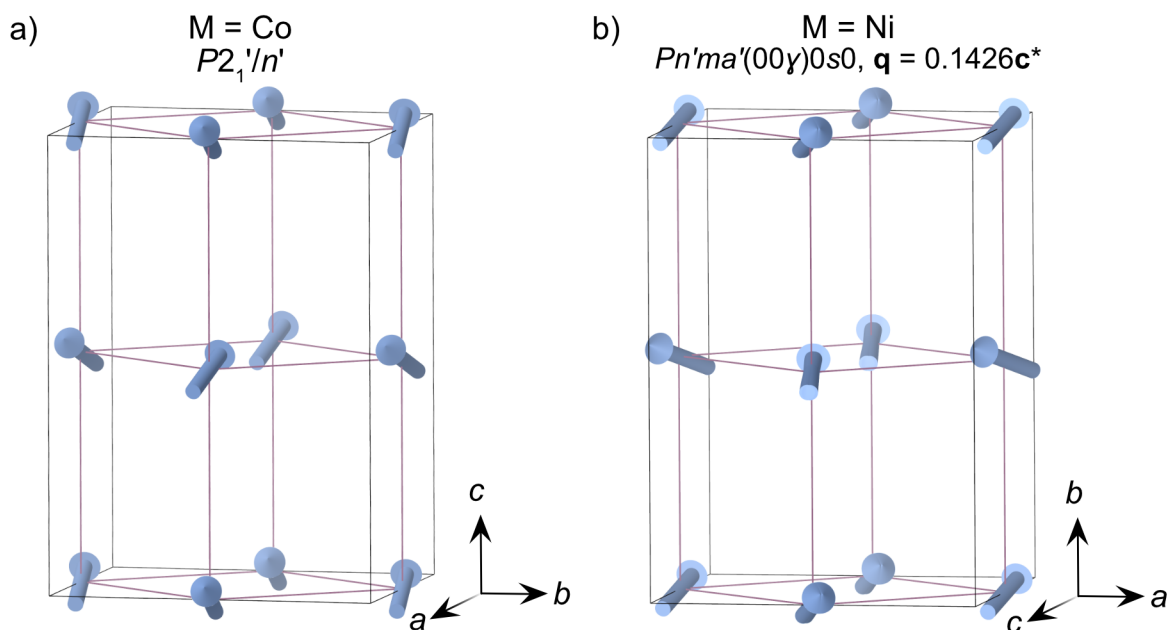 a)
M = Co
P2₁'/n'
b)
M = Ni
Pn'ma'(00γ)0s0, q = 0.1426c*
c
b
a
b
a
c